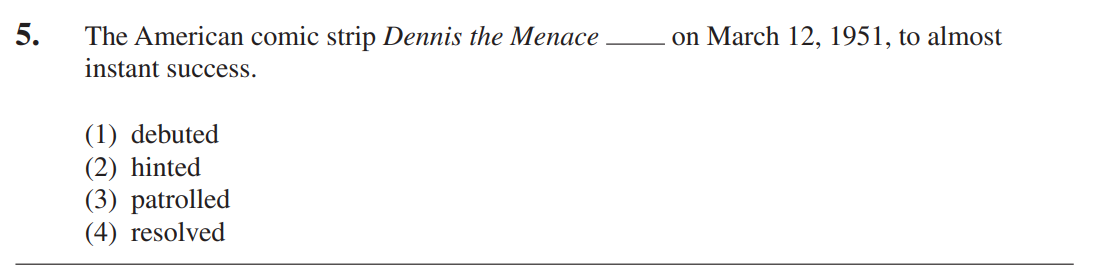 5. The American comic strip Dennis the Menace ____ on March 12, 1951, to almost
instant success.
(1) debuted
(2) hinted
(3) patrolled
(4) resolved